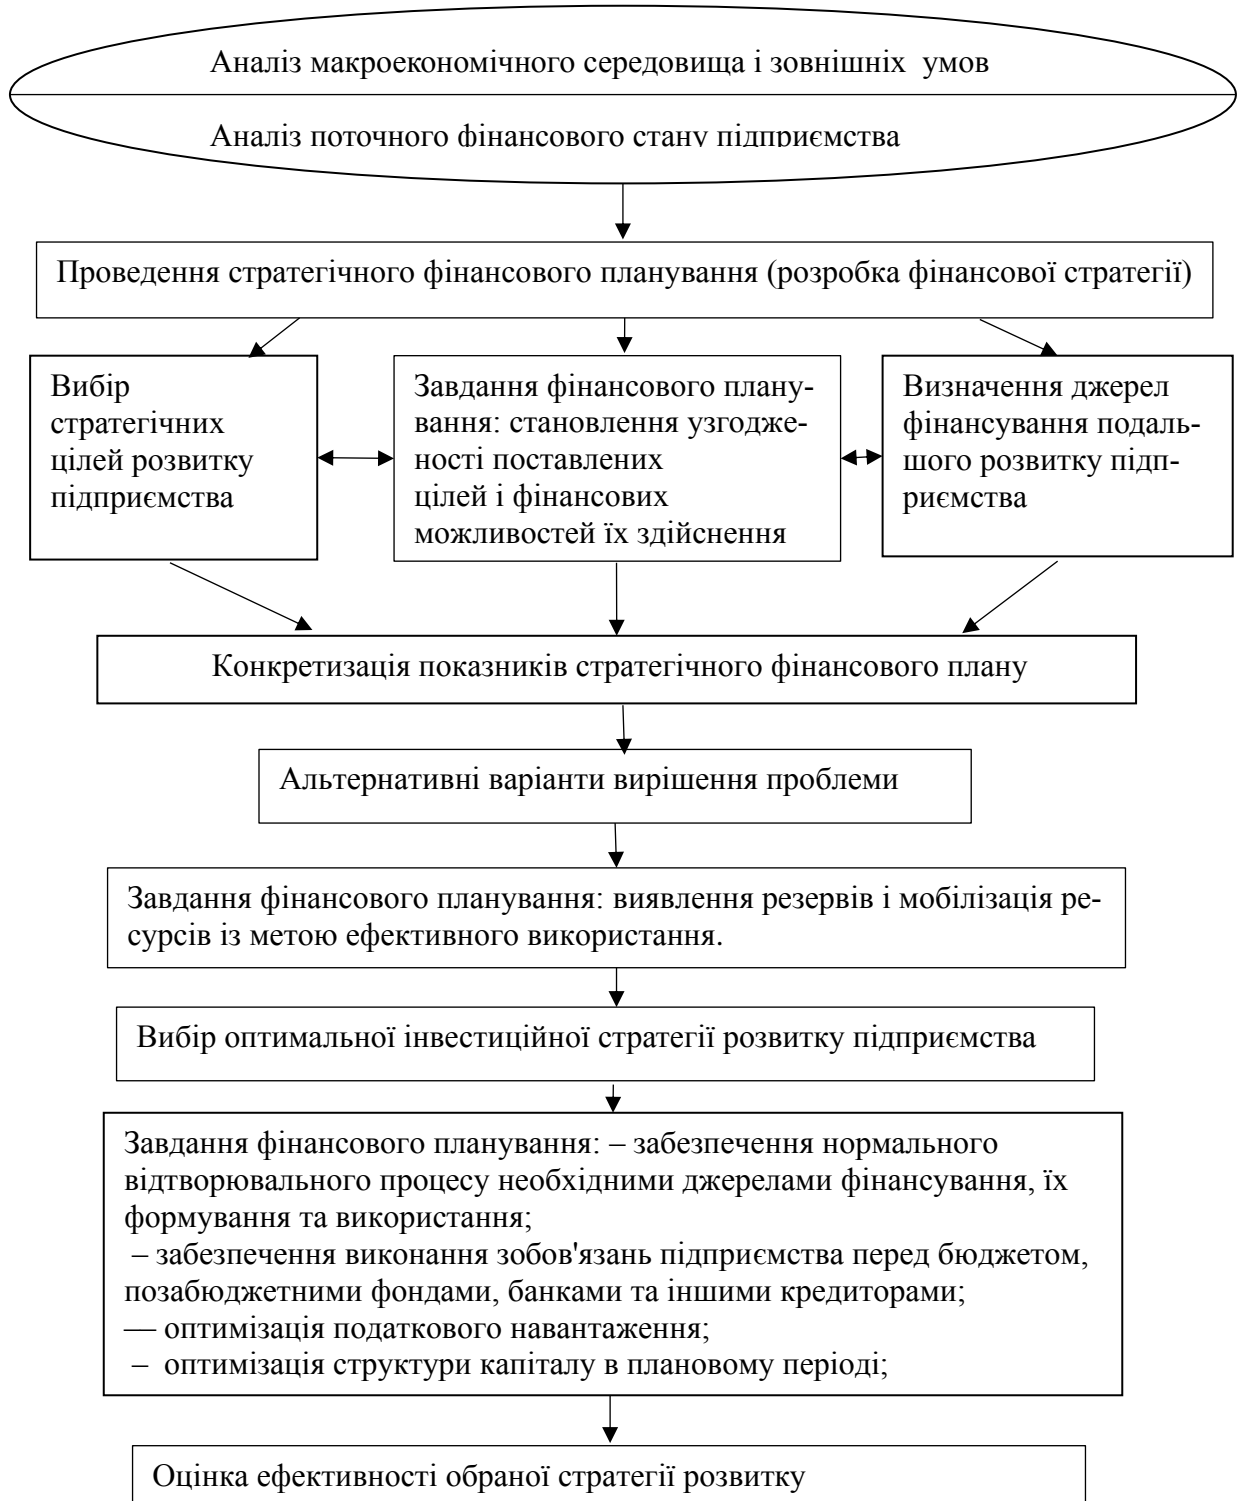 Аналіз макроекономічного середовища і зовнішніх умов
Аналіз поточного фінансового стану підприємства
Проведення стратегічного фінансового планування (розробка фінансової стратегії)
Вибір
стратегічних
цілей розвитку
підприємства
Завдання фінансового плану-
вання: становлення узгодже-
ності поставлених
цілей і фінансових
можливостей їх здійснення
Визначення джерел
фінансування подаль-
шого розвитку підп-
риємства
Конкретизація показників стратегічного фінансового плану
Альтернативні варіанти вирішення проблеми
Завдання фінансового планування: виявлення резервів і мобілізація ре-
сурсів із метою ефективного використання.
Вибір оптимальної інвестиційної стратегії розвитку підприємства
Завдання фінансового планування: – забезпечення нормального
відтворювального процесу необхідними джерелами фінансування, їх
формування та використання;
– забезпечення виконання зобов'язань підприємства перед бюджетом,
позабюджетними фондами, банками та іншими кредиторами;
— оптимізація податкового навантаження;
– оптимізація структури капіталу в плановому періоді;
Оцінка ефективності обраної стратегії розвитку